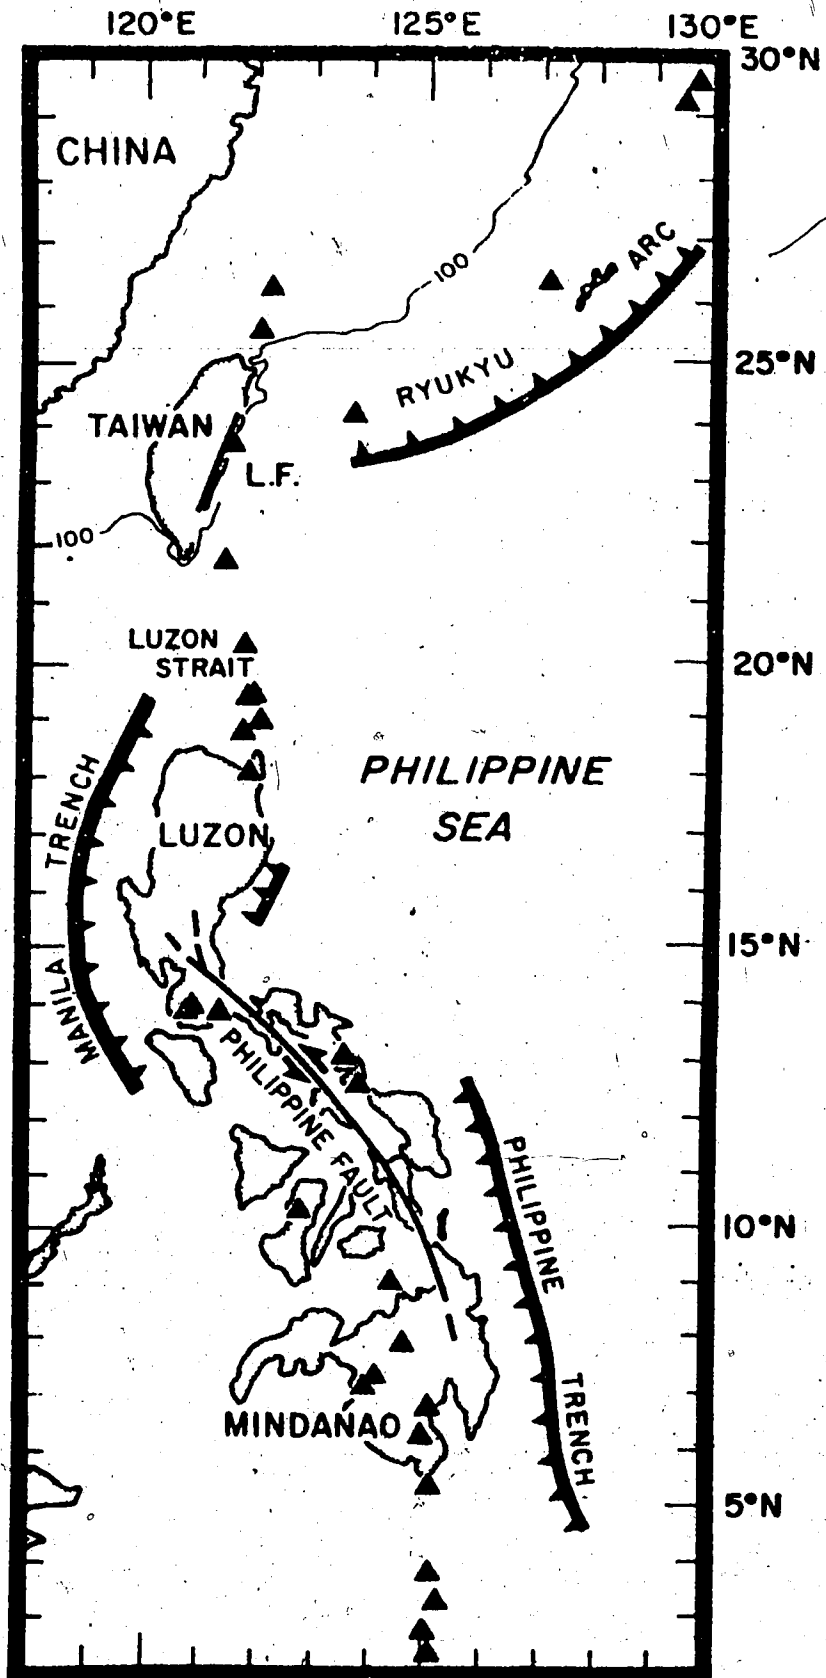 120°E 125°E 130°E
30°N
CHINA
ARC
100
RYUKYU
25°N
TAIWAN
L.F.
100
LUZON
STRAIT
20°N
TRENCH
PHILIPPINE
SEA
LUZON
15°N
MANILA
PHILIPPINE FAULT
PHILIPPINE
10°N
TRENCH
MINDANAO
5°N